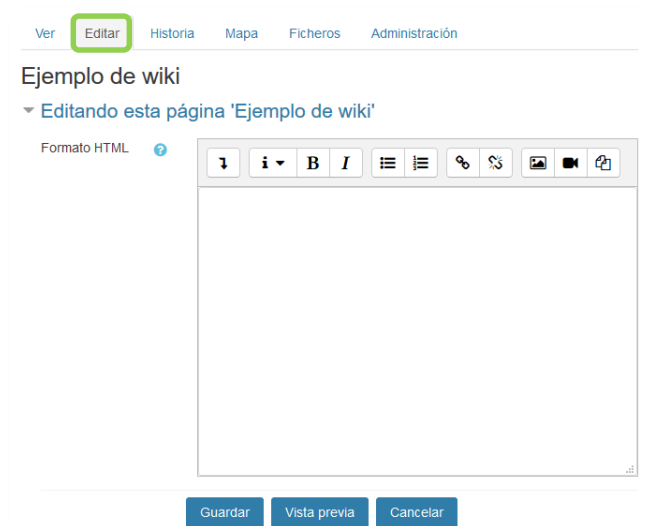 Ver Editar Historia Mapa Ficheros Administración
Ejemplo de wiki
Editando esta página 'Ejemplo de wiki'
Formato HTML ?
i B I
Guardar Vista previa Cancelar